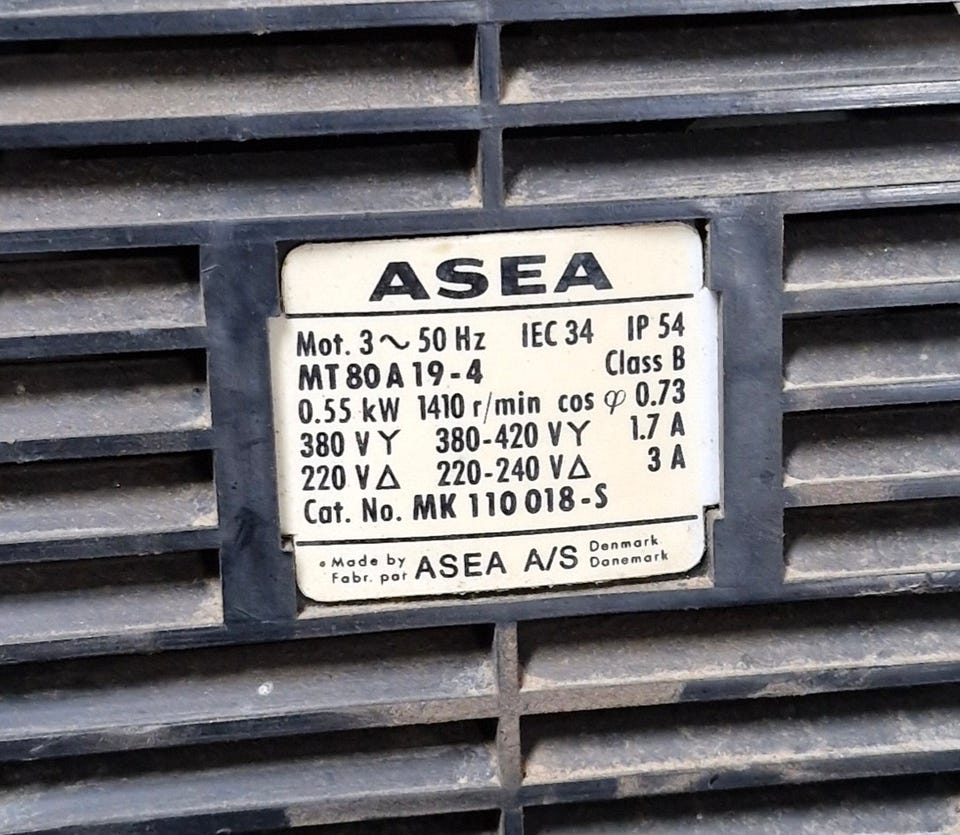 ASEA
Mot. 3~ 50 Hz IEC 34 IP 54
MT 80 A 19-4 Class B
0.55 kW 1410 r/min cos φ 0.73
380 V Y 380-420 V Y 1.7 A
220 V Δ 220-240 V Δ 3 A
Cat. No. MK 110 018-S
Made by ASEA A/S Denmark
Fabr. par Danemark